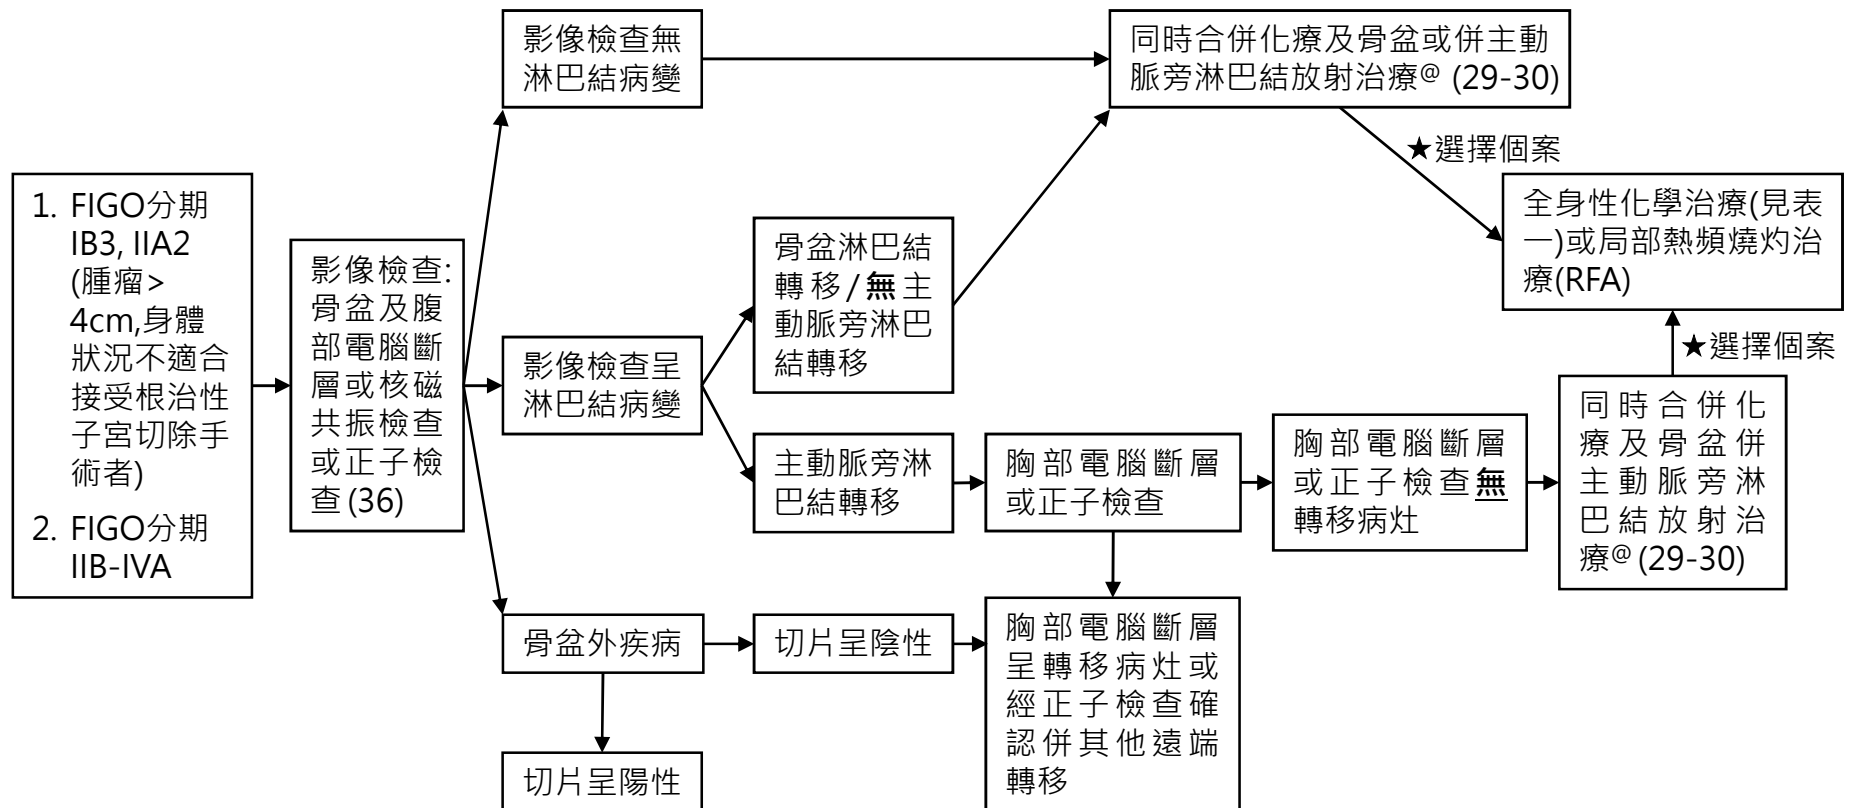 1. FIGO分期
IB3, IIA2
(腫瘤>
4cm,身體
狀況不適合
接受根治性
子宮切除手
術者)
2. FIGO分期
IIB-IVA
影像檢查:
骨盆及腹
部電腦斷
層或核磁
共振檢查
或正子檢
查(36)
影像檢查無
淋巴結病變
影像檢查呈
淋巴結病變
骨盆外疾病
切片呈陽性
骨盆淋巴結
轉移/無主
動脈旁淋巴
結轉移
主動脈旁淋
巴結轉移
切片呈陰性
胸部電腦斷層
或正子檢查
胸部電腦斷層
呈轉移病灶或
經正子檢查確
認併其他遠端
轉移
胸部電腦斷層
或正子檢查無
轉移病灶
同時合併化療及骨盆或併主動
脈旁淋巴結放射治療@ (29-30)
★選擇個案
全身性化學治療(見表
一)或局部熱頻燒灼治
療(RFA)
★選擇個案
同時合併化
療及骨盆併
主動脈旁淋
巴結放射治
療@(29-30)